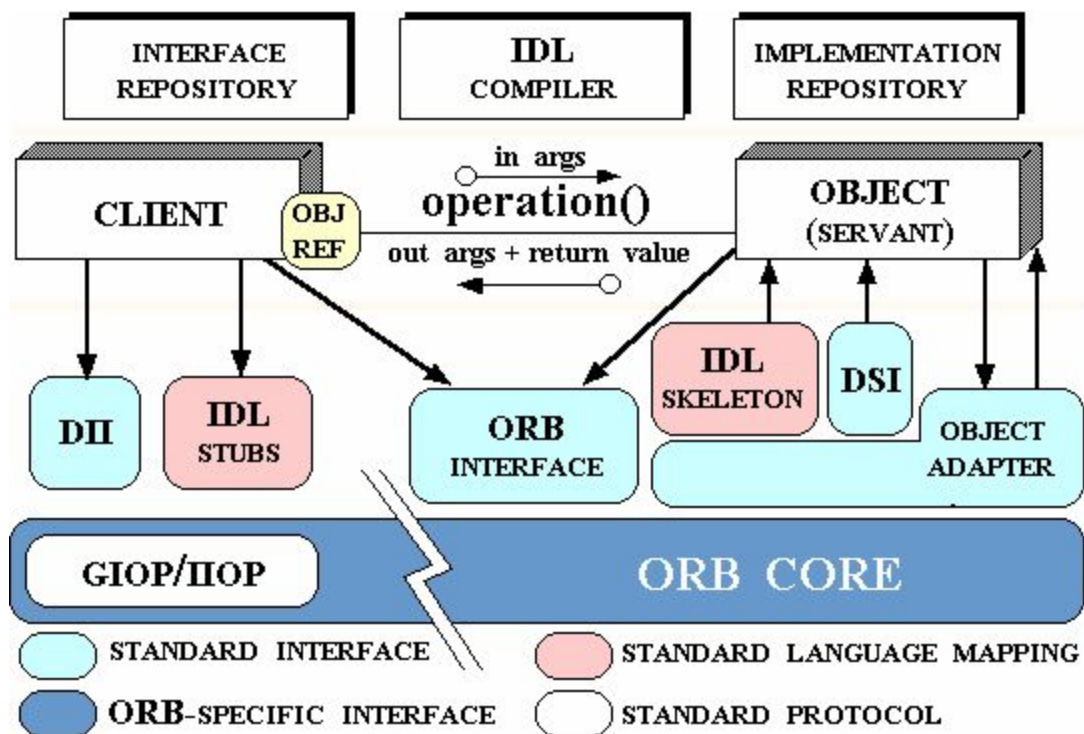 INTERFACE
REPOSITORY
IDL
COMPILER
IMPLEMENTATION
REPOSITORY
in args
operation()
out args + return value
CLIENT
OBJ
REF
OBJECT
(SERVANT)
DII
IDL
STUBS
ORB
INTERFACE
IDL
SKELETON
DSI
OBJECT
ADAPTER
GIOP/IIOP
ORB CORE
STANDARD INTERFACE
STANDARD LANGUAGE MAPPING
ORB-SPECIFIC INTERFACE
STANDARD PROTOCOL